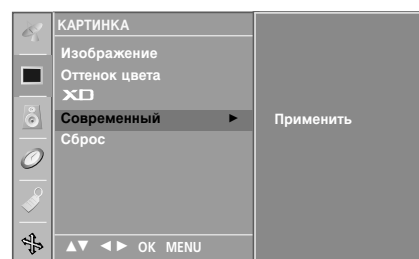 КАРТИНКА
Изображение
Оттенок цвета
XD
Современный ►
Применить
Сброс
▲▼ ◄► OK MENU